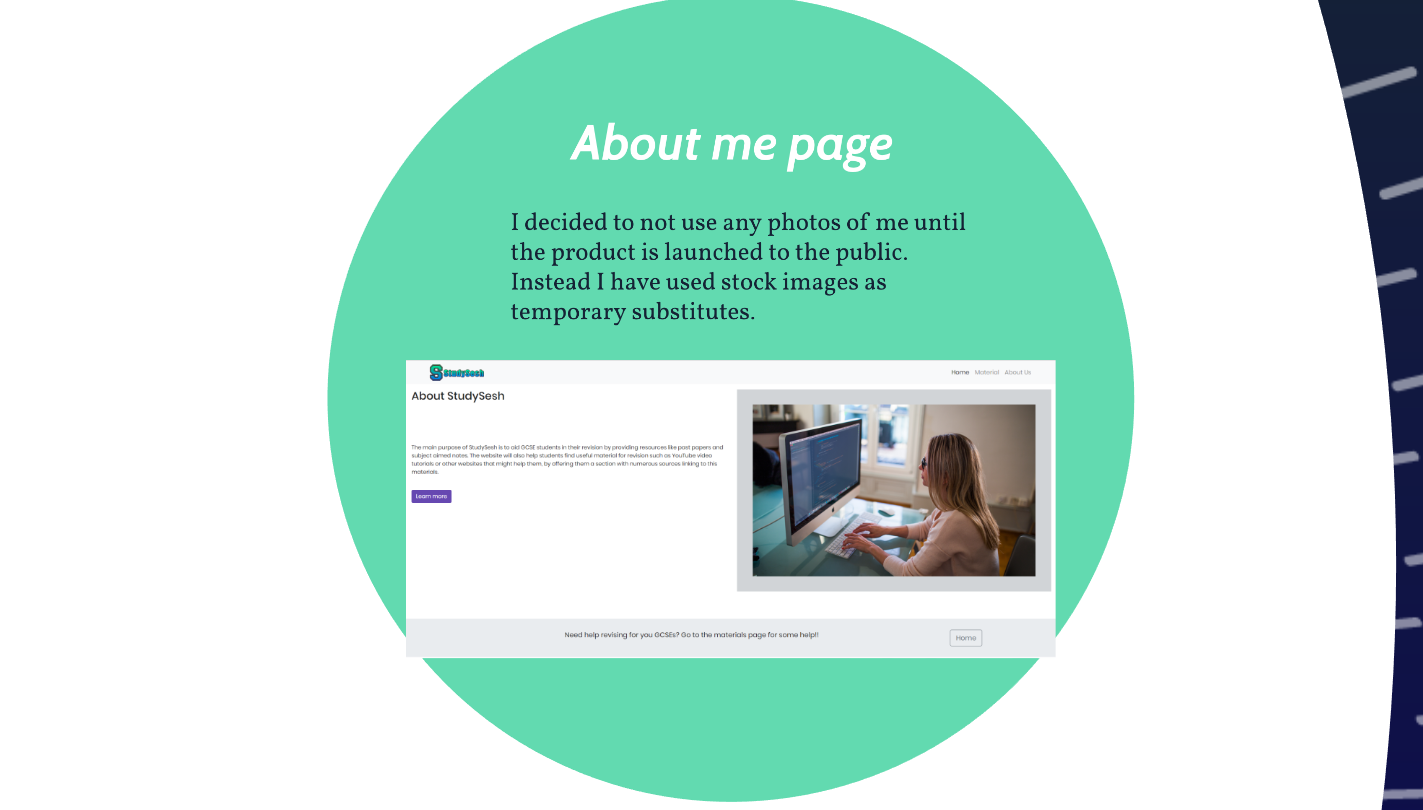 About me page
I decided to not use any photos of me until
the product is launched to the public.
Instead I have used stock images as
temporary substitutes.
StudySesh
Home Material About Us
About StudySesh
The main purpose of StudySesh is to aid GCSE students in their revision by providing resources like past papers and
subject aimed notes. The website will also help students find useful material for revision such as YouTube video
tutorials or other websites that might help them, by offering them a section with numerous sources linking to this
materials.
Learn more
Need help revising for you GCSEs? Go to the materials page for some help!!
Home